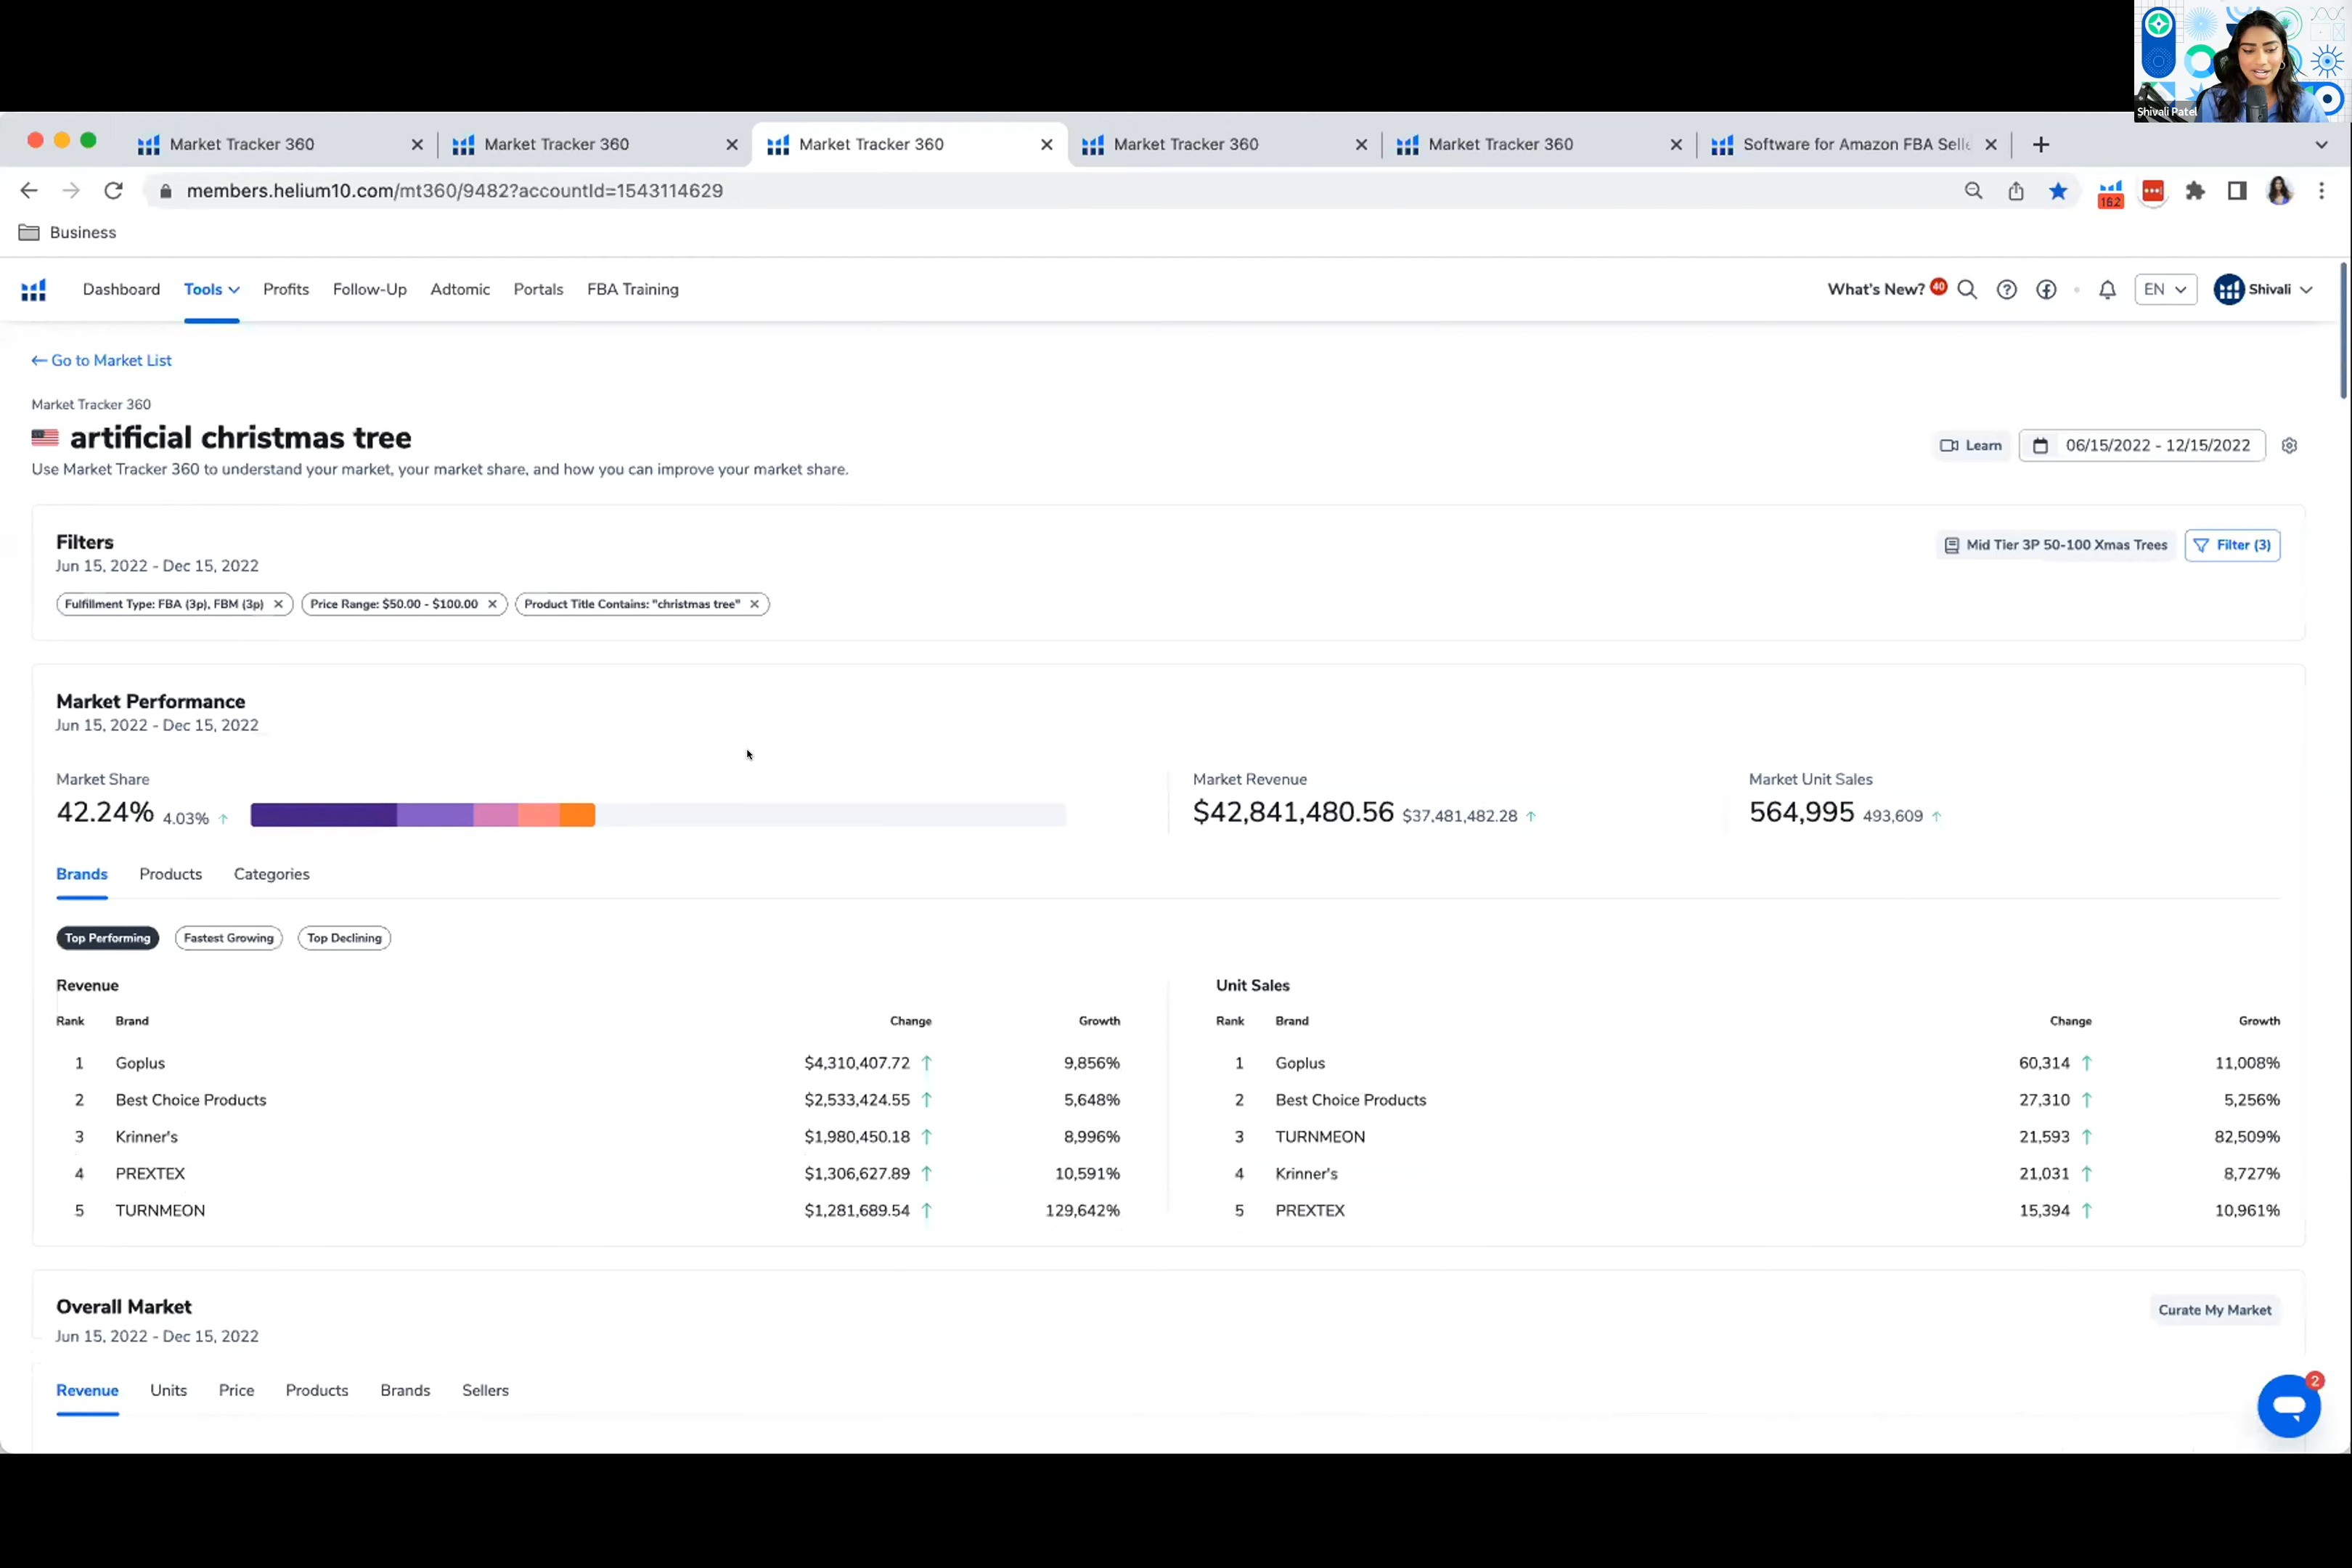 Shivali Patel
Market Tracker 360
Market Tracker 360
Market Tracker 360
Market Tracker 360
Market Tracker 360
Software for Amazon FBA Selle
members.helium10.com/mt360/9482?accountId=1543114629
162
Business
Dashboard Tools Profits Follow-Up Adtomic Portals FBA Training
What's New? 40 EN Shivali
← Go to Market List
Market Tracker 360
artificial christmas tree
Learn 06/15/2022 - 12/15/2022
Use Market Tracker 360 to understand your market, your market share, and how you can improve your market share.
Filters
Mid Tier 3P 50-100 Xmas Trees Filter (3)
Jun 15, 2022 - Dec 15, 2022
Fulfillment Type: FBA (3p), FBM (3p) Price Range: $50.00 - $100.00 Product Title Contains: "christmas tree"
Market Performance
Jun 15, 2022 - Dec 15, 2022
Market Share Market Revenue Market Unit Sales
42.24% 4.03% ↑ $42,841,480.56 $37,481,482.28 ↑ 564,995 493,609 ↑
Brands Products Categories
Top Performing Fastest Growing Top Declining
Revenue
Rank Brand Change Growth
1 Goplus $4,310,407.72 ↑ 9,856%
2 Best Choice Products $2,533,424.55 ↑ 5,648%
3 Krinner's $1,980,450.18 ↑ 8,996%
4 PREXTEX $1,306,627.89 ↑ 10,591%
5 TURNMEON $1,281,689.54 ↑ 129,642%
Unit Sales
Rank Brand Change Growth
1 Goplus 60,314 ↑ 11,008%
2 Best Choice Products 27,310 ↑ 5,256%
3 TURNMEON 21,593 ↑ 82,509%
4 Krinner's 21,031 ↑ 8,727%
5 PREXTEX 15,394 ↑ 10,961%
Overall Market
Curate My Market
Jun 15, 2022 - Dec 15, 2022
Revenue Units Price Products Brands Sellers
2